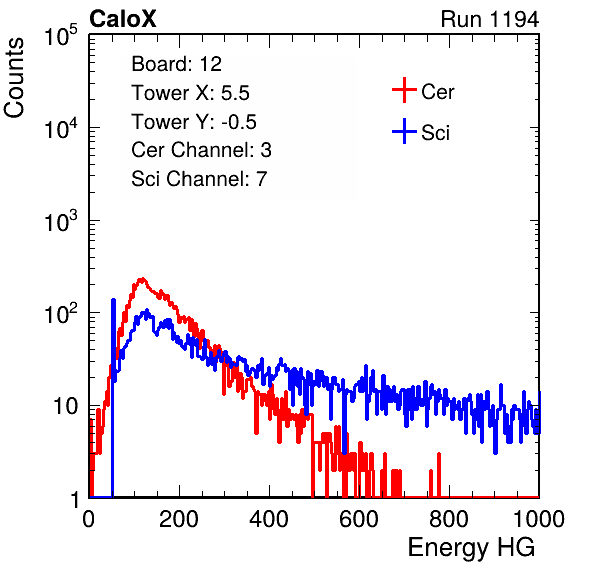 CaloX Run 1194
Board: 12
Tower X: 5.5
Tower Y: -0.5
Cer Channel: 3
Sci Channel: 7
Cer
Sci
Counts
10^5
10^4
10^3
10^2
10
1
0 200 400 600 800 1000
Energy HG